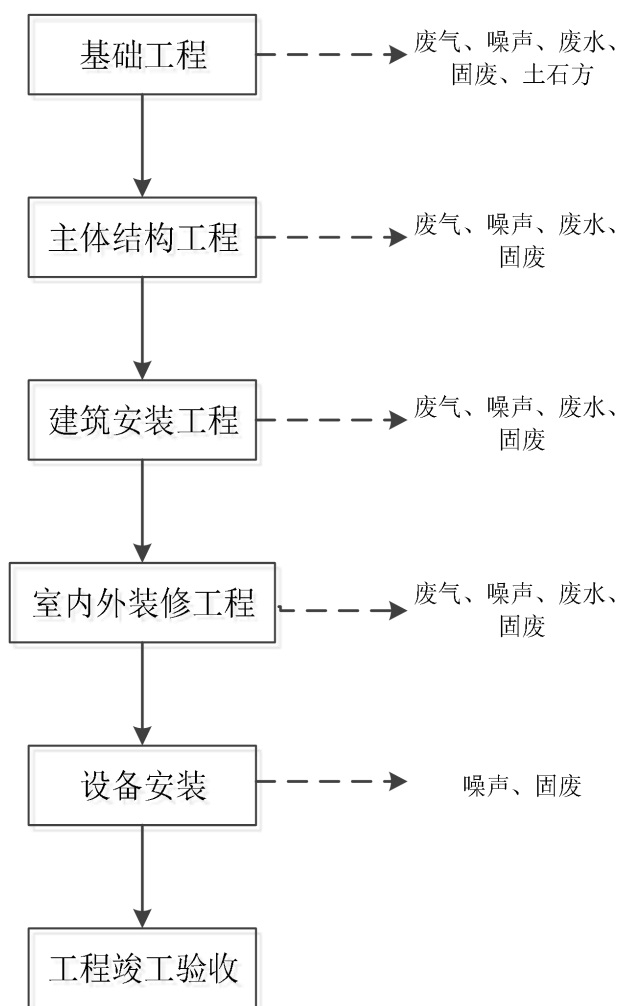 基础工程
废气、噪声、废水、
固废、土石方
主体结构工程
废气、噪声、废水、
固废
建筑安装工程
废气、噪声、废水、
固废
室内外装修工程
废气、噪声、废水、
固废
设备安装
噪声、固废
工程竣工验收